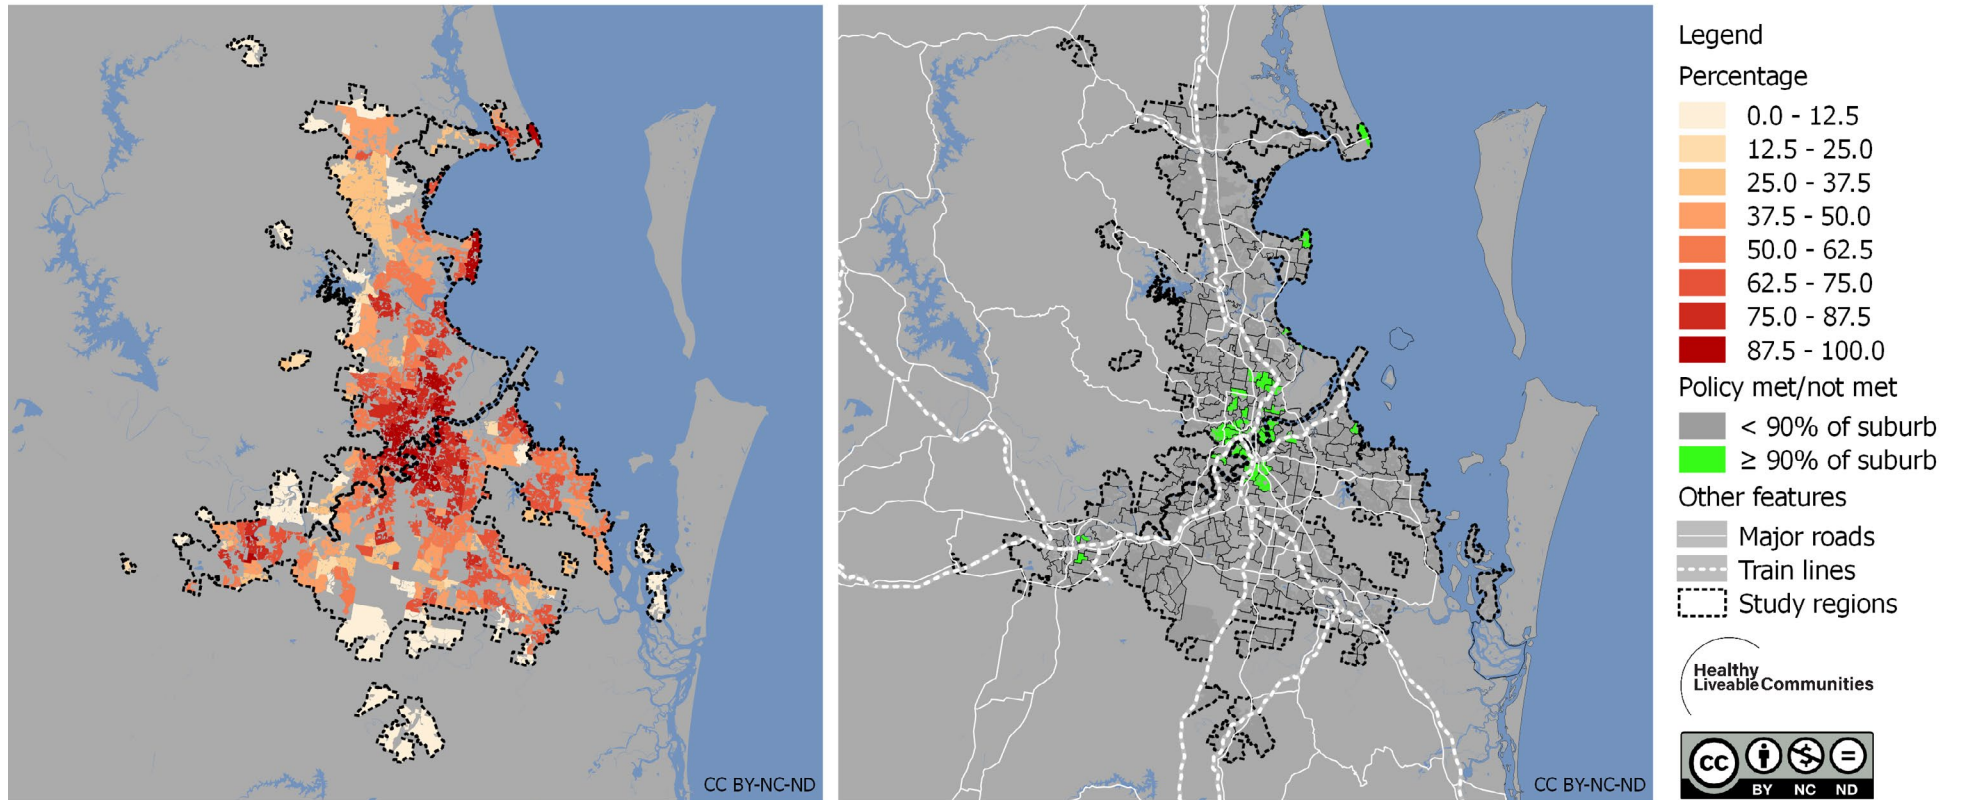 CC BY-NC-ND
CC BY-NC-ND
Legend
Percentage
0.0 - 12.5
12.5 - 25.0
25.0 - 37.5
37.5 - 50.0
50.0 - 62.5
62.5 - 75.0
75.0 - 87.5
87.5 - 100.0
Policy met/not met
< 90% of suburb
≥ 90% of suburb
Other features
Major roads
Train lines
Study regions
Healthy
Liveable Communities
cc
BY NC ND